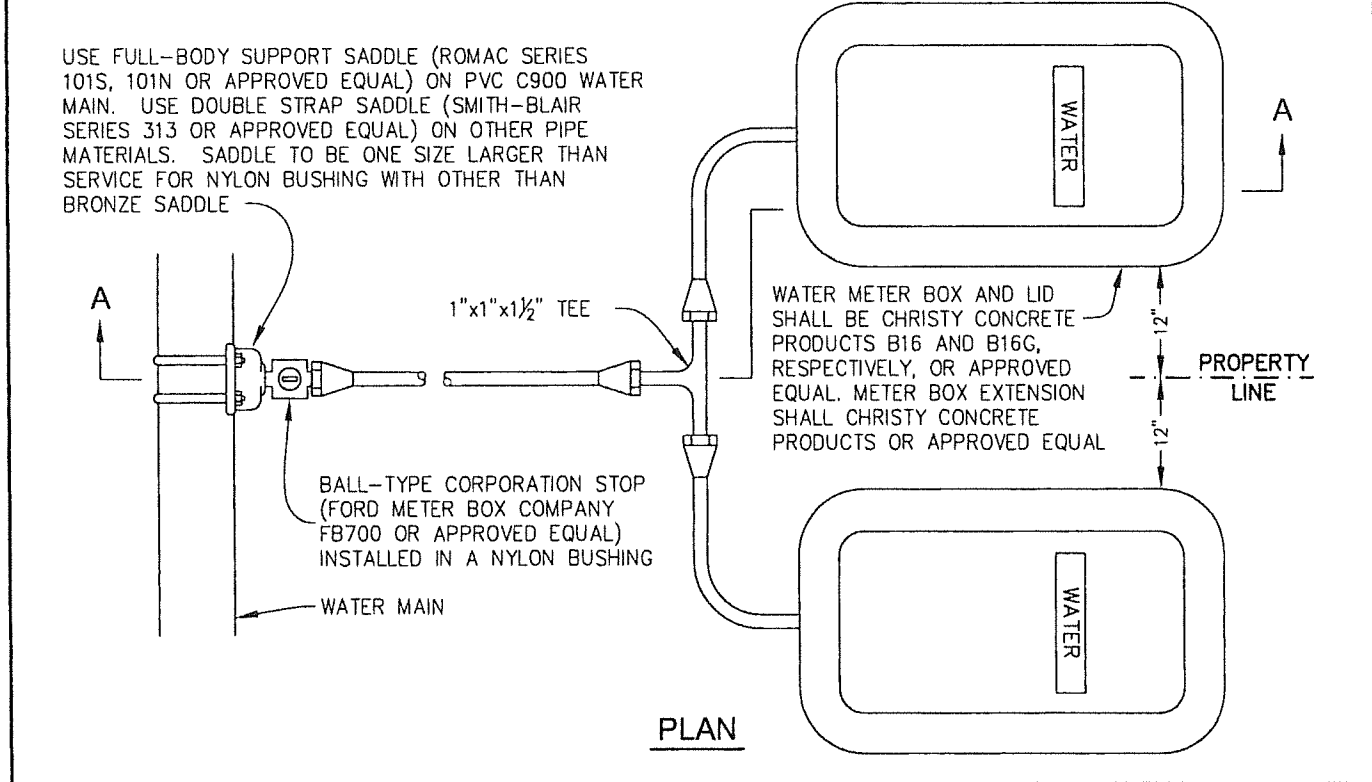 USE FULL-BODY SUPPORT SADDLE (ROMAC SERIES
101S, 101N OR APPROVED EQUAL) ON PVC C900 WATER
MAIN. USE DOUBLE STRAP SADDLE (SMITH-BLAIR
SERIES 313 OR APPROVED EQUAL) ON OTHER PIPE
MATERIALS. SADDLE TO BE ONE SIZE LARGER THAN
SERVICE FOR NYLON BUSHING WITH OTHER THAN
BRONZE SADDLE
WATER
A
A
1"x1"x1½" TEE
WATER METER BOX AND LID
SHALL BE CHRISTY CONCRETE
PRODUCTS B16 AND B16G,
RESPECTIVELY, OR APPROVED
EQUAL. METER BOX EXTENSION
SHALL CHRISTY CONCRETE
PRODUCTS OR APPROVED EQUAL
12"
PROPERTY
LINE
12"
BALL-TYPE CORPORATION STOP
(FORD METER BOX COMPANY
FB700 OR APPROVED EQUAL)
INSTALLED IN A NYLON BUSHING
WATER MAIN
WATER
PLAN